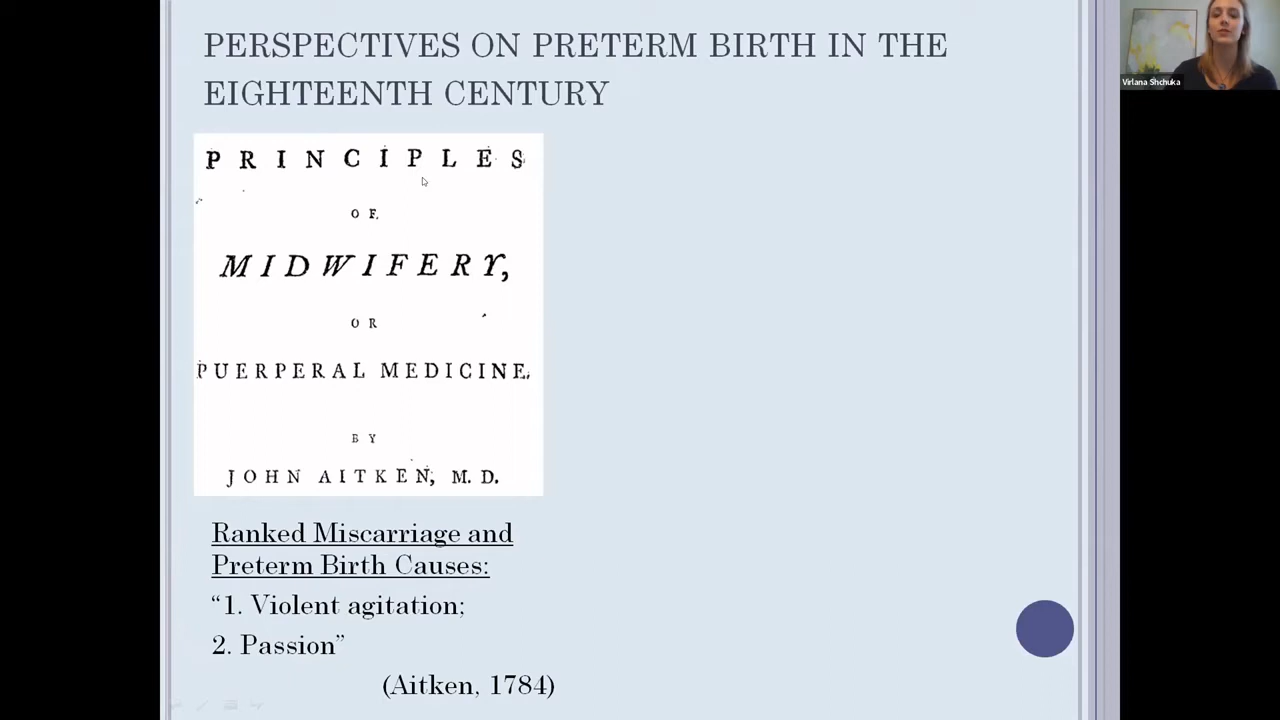 PERSPECTIVES ON PRETERM BIRTH IN THE
EIGHTEENTH CENTURY
PRINCIPLES
OF
MIDWIFERY,
OR
PUERPERAL MEDICINE.
BY
JOHN AITKEN, M. D.
Ranked Miscarriage and
Preterm Birth Causes:
“1. Violent agitation;
2. Passion”
(Aitken, 1784)
Virlana Shchuka